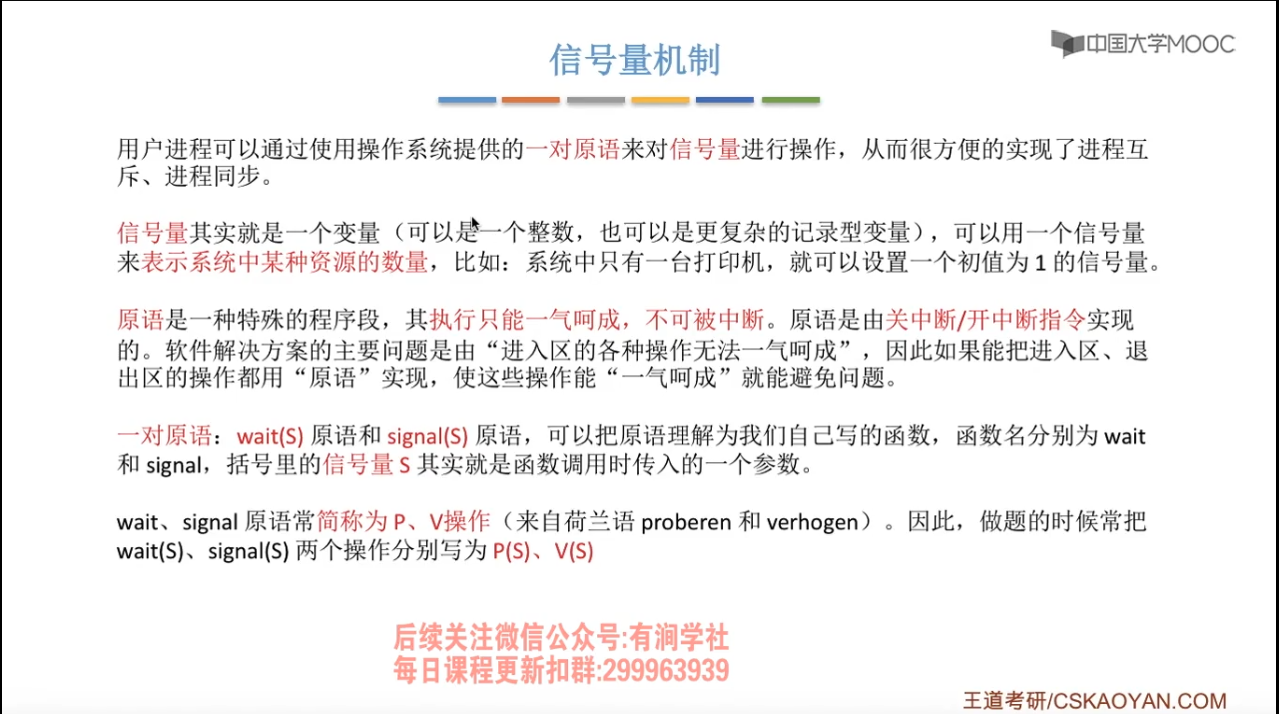 信号量机制
中国大学MOOC
用户进程可以通过使用操作系统提供的一对原语来对信号量进行操作，从而很方便的实现了进程互
斥、进程同步。
信号量其实就是一个变量（可以是一个整数，也可以是更复杂的记录型变量），可以用一个信号量
来表示系统中某种资源的数量，比如：系统中只有一台打印机，就可以设置一个初值为 1 的信号量。
原语是一种特殊的程序段，其执行只能一气呵成，不可被中断。原语是由关中断/开中断指令实现
的。软件解决方案的主要问题是由“进入区的各种操作无法一气呵成”，因此如果能把进入区、退
出区的操作都用“原语”实现，使这些操作能“一气呵成”就能避免问题。
一对原语：wait(S) 原语和 signal(S) 原语，可以把原语理解为我们自己写的函数，函数名分别为 wait
和 signal，括号里的信号量 S 其实就是函数调用时传入的一个参数。
wait、signal 原语常简称为 P、V操作（来自荷兰语 proberen 和 verhogen）。因此，做题的时候常把
wait(S)、signal(S) 两个操作分别写为 P(S)、V(S)
后续关注微信公众号:有涧学社
每日课程更新扣群:299963939
王道考研/CSKAOYAN.COM